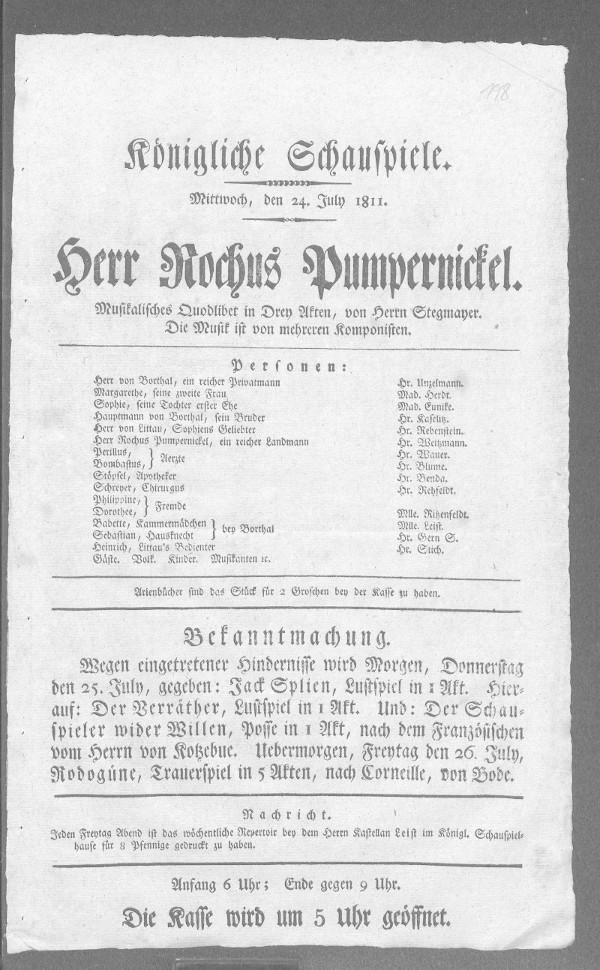 198
Königliche Schauspiele.
Mittwoch, den 24. July 1811.
Herr Rochus Pumpernickel.
Musikalisches Quodlibet in Drey Akten, von Herrn Stegmayer.
Die Musik ist von mehreren Komponisten.
Personen:
Herr von Borthal, ein reicher Privatmann Hr. Unzelmann.
Margarethe, seine zweite Frau Mad. Herdt.
Sophie, seine Tochter erster Ehe Mad. Eunike.
Hauptmann von Borthal, sein Bruder Hr. Kaselitz.
Herr von Littau, Sophiens Geliebter Hr. Rebenstein.
Herr Rochus Pumpernickel, ein reicher Landmann Hr. Weitzmann.
Perillus, } Aerzte Hr. Wauer.
Bombastus, Hr. Blume.
Stößel, Apotheker Hr. Benda.
Schreyer, Chirurgus Hr. Rehfeldt.
Philippine, } Fremde
Dorothee, Mlle. Ritzenfeldt.
Babette, Kammermädchen } bey Borthal Mlle. Leist.
Sebastian, Hausknecht Hr. Gern S.
Heinrich, Littau's Bedienter Hr. Stich.
Gäste. Volk. Kinder. Musikanten ꝛc.
Arienbücher sind das Stück für 2 Groschen bey der Kasse zu haben.
Bekanntmachung.
Wegen eingetretener Hindernisse wird Morgen, Donnerstag
den 25. July, gegeben: Jack Splien, Lustspiel in 1 Akt. Hier-
auf: Der Verräther, Lustspiel in 1 Akt. Und: Der Schau-
spieler wider Willen, Posse in 1 Akt, nach dem Französischen
vom Herrn von Kotzebue. Uebermorgen, Freytag den 26. July,
Rodogüne, Trauerspiel in 5 Akten, nach Corneille, von Bode.
Nachricht.
Jeden Freytag Abend ist das wöchentliche Repertoir bey dem Herrn Kastellan Leist im Königl. Schauspiel-
hause für 8 Pfennige gedruckt zu haben.
Anfang 6 Uhr; Ende gegen 9 Uhr.
Die Kasse wird um 5 Uhr geöffnet.